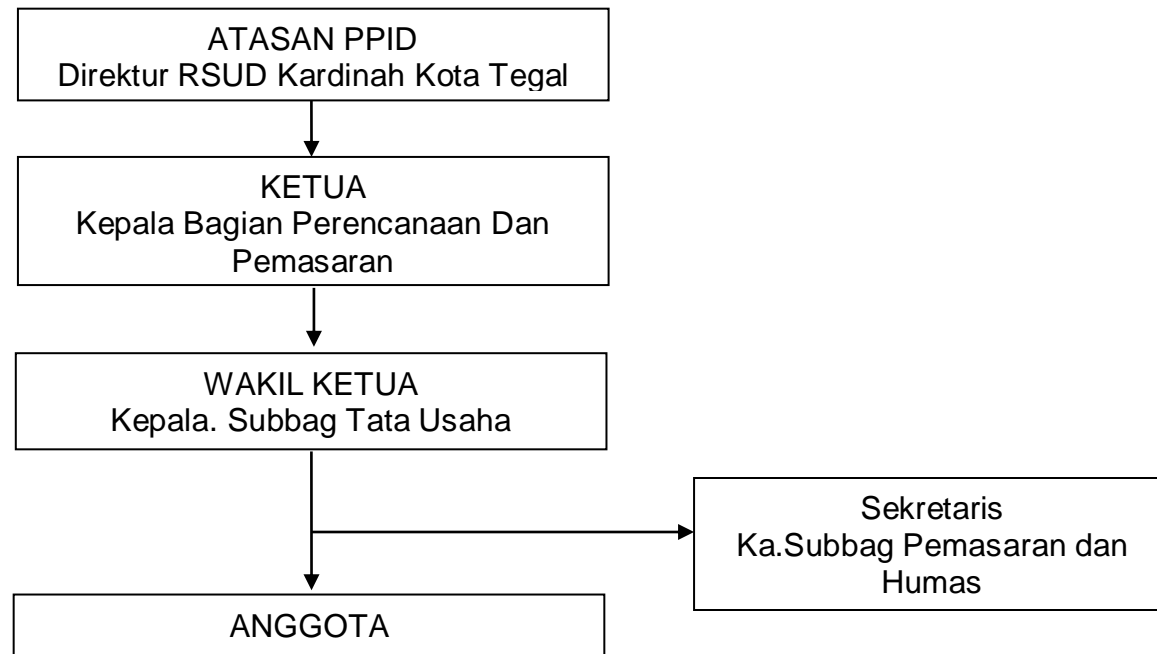 ATASAN PPID
Direktur RSUD Kardinah Kota Tegal
KETUA
Kepala Bagian Perencanaan Dan
Pemasaran
WAKIL KETUA
Kepala. Subbag Tata Usaha
Sekretaris
Ka.Subbag Pemasaran dan
Humas
ANGGOTA